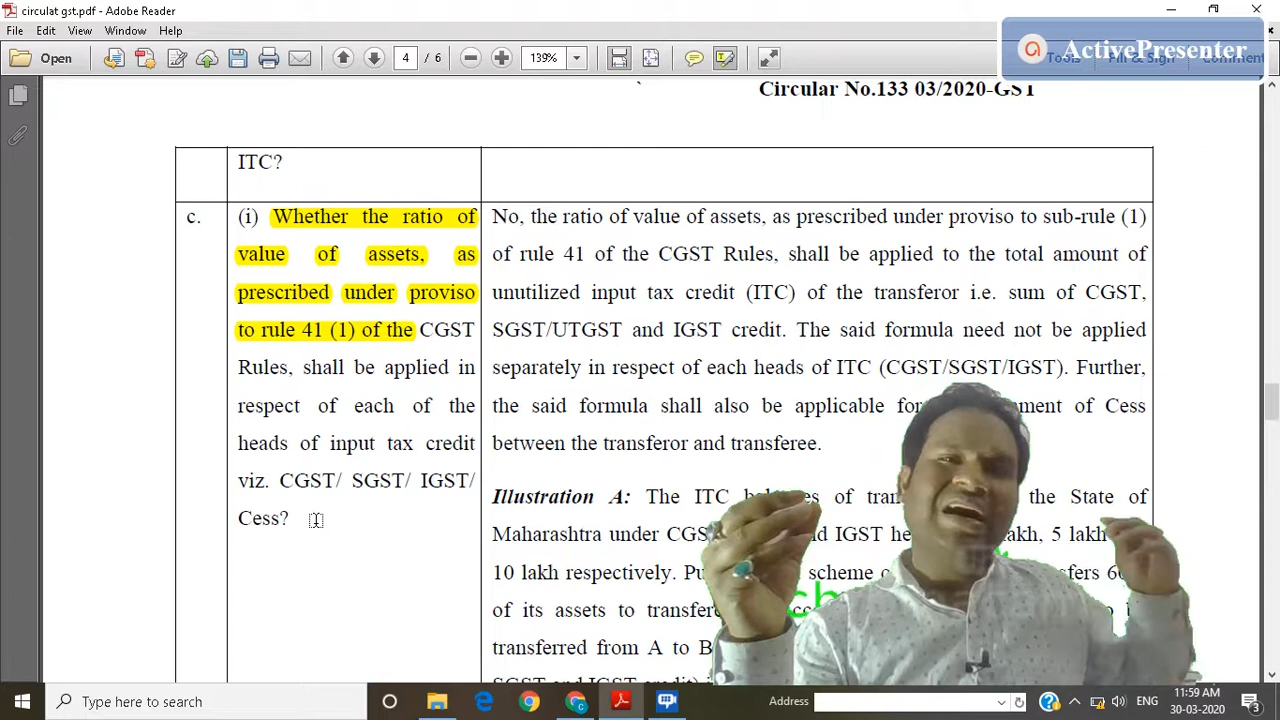 circulat gst.pdf - Adobe Reader
File Edit View Window Help
ActivePresenter
Open 4 / 6 139% Tools Fill & Sign Comment
Circular No.133 03/2020-GST
ITC?
c. (i) Whether the ratio of
value of assets, as
prescribed under proviso
to rule 41 (1) of the CGST
Rules, shall be applied in
respect of each of the
heads of input tax credit
viz. CGST/ SGST/ IGST/
Cess?
No, the ratio of value of assets, as prescribed under proviso to sub-rule (1)
of rule 41 of the CGST Rules, shall be applied to the total amount of
unutilized input tax credit (ITC) of the transferor i.e. sum of CGST,
SGST/UTGST and IGST credit. The said formula need not be applied
separately in respect of each heads of ITC (CGST/SGST/IGST). Further,
the said formula shall also be applicable for of Cess
between the transferor and transferee.
Illustration A: The ITC of the State of
Maharashtra under IGST 5 lakh
10 lakh respectively. scheme
of its assets to
transferred from A to B
SGST and IGST credit)
Type here to search
Address
ENG
11:59 AM
30-03-2020
3